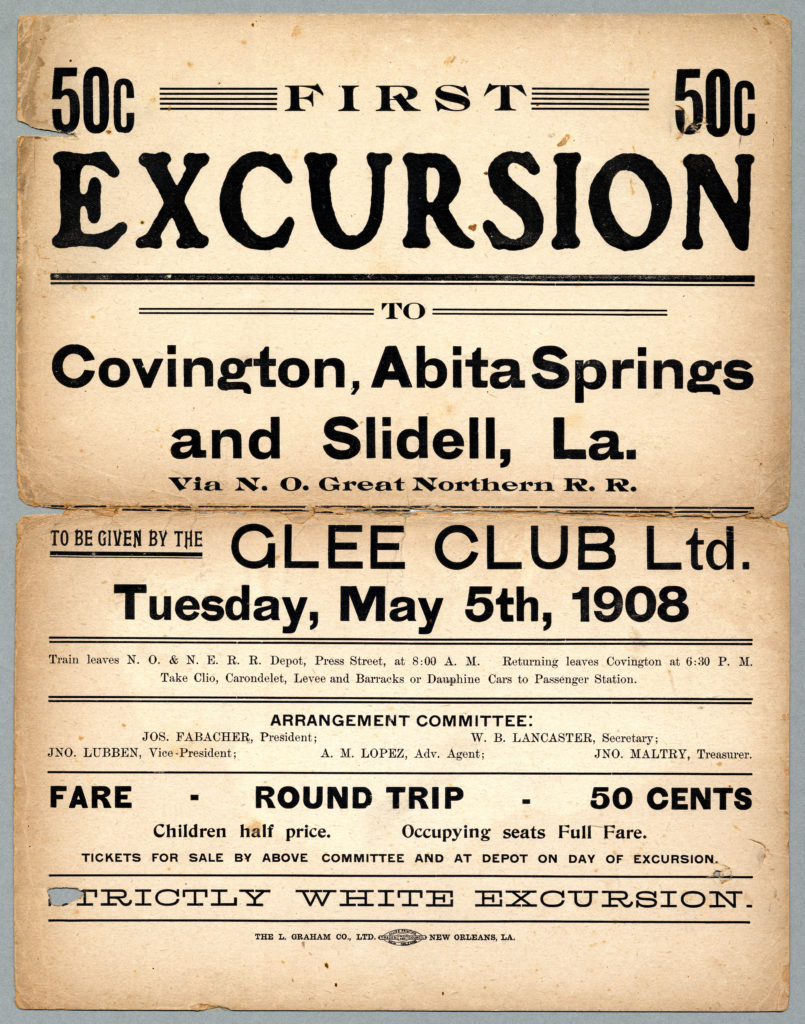 50c FIRST 50c
EXCURSION
TO
Covington, Abita Springs
and Slidell, La.
Via N. O. Great Northern R. R.
TO BE GIVEN BY THE GLEE CLUB Ltd.
Tuesday, May 5th, 1908
Train leaves N. O. & N. E. R. R. Depot, Press Street, at 8:00 A. M. Returning leaves Covington at 6:30 P. M.
Take Clio, Carondelet, Levee and Barracks or Dauphine Cars to Passenger Station.
ARRANGEMENT COMMITTEE:
JOS. FABACHER, President; W. B. LANCASTER, Secretary;
JNO. LUBBEN, Vice-President; A. M. LOPEZ, Adv. Agent; JNO. MALTRY, Treasurer.
FARE - ROUND TRIP - 50 CENTS
Children half price. Occupying seats Full Fare.
TICKETS FOR SALE BY ABOVE COMMITTEE AND AT DEPOT ON DAY OF EXCURSION.
TRICTLY WHITE EXCURSION.
THE L. GRAHAM CO., LTD. NEW ORLEANS, LA.